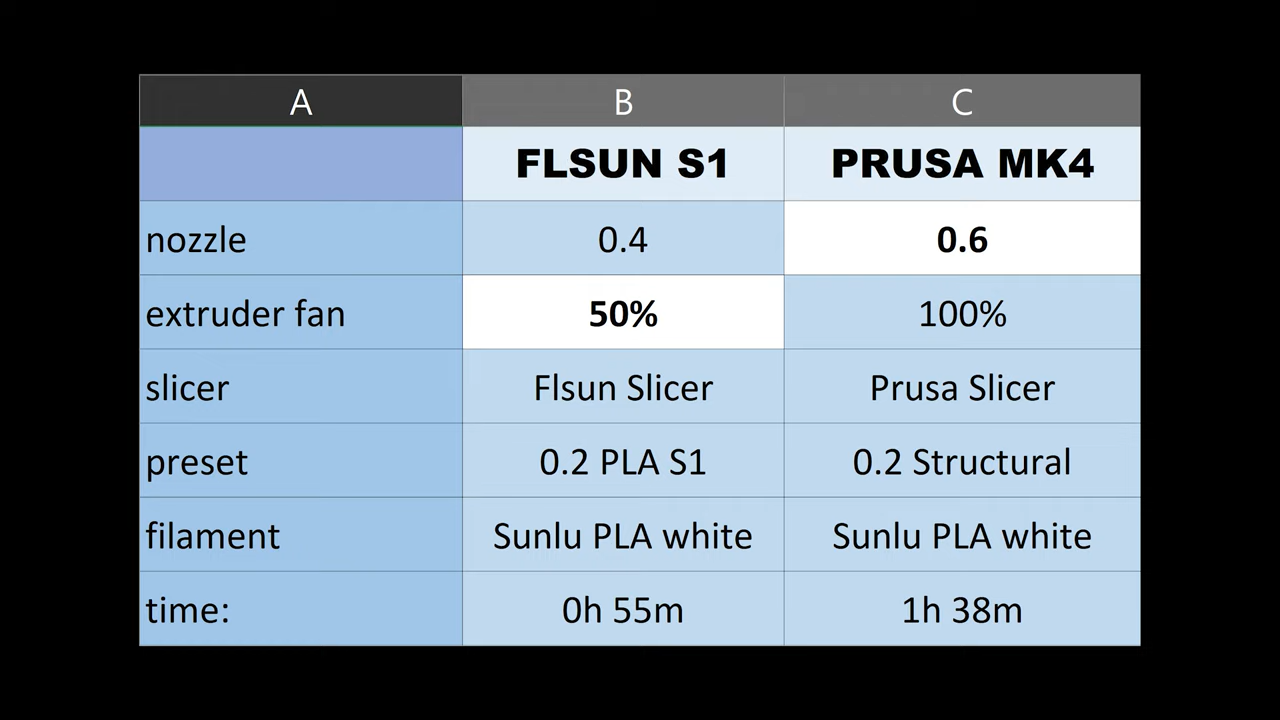 A B C
FLSUN S1 PRUSA MK4
nozzle 0.4 0.6
extruder fan 50% 100%
slicer Flsun Slicer Prusa Slicer
preset 0.2 PLA S1 0.2 Structural
filament Sunlu PLA white Sunlu PLA white
time: 0h 55m 1h 38m